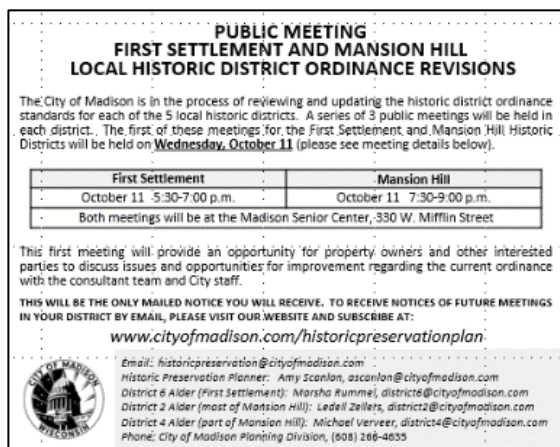 PUBLIC MEETING
FIRST SETTLEMENT AND MANSION HILL
LOCAL HISTORIC DISTRICT ORDINANCE REVISIONS
The City of Madison is in the process of reviewing and updating the historic district ordinance
standards for each of the 5 local historic districts. A series of 3 public meetings will be held in
each district. The first of these meetings for the First Settlement and Mansion Hill Historic
Districts will be held on Wednesday, October 11 (please see meeting details below).
First Settlement Mansion Hill
October 11 5:30-7:00 p.m. October 11 7:30-9:00 p.m.
Both meetings will be at the Madison Senior Center, 330 W. Mifflin Street
This first meeting will provide an opportunity for property owners and other interested
parties to discuss issues and opportunities for improvement regarding the current ordinance
with the consultant team and City staff.
THIS WILL BE THE ONLY MAILED NOTICE YOU WILL RECEIVE. TO RECEIVE NOTICES OF FUTURE MEETINGS
IN YOUR DISTRICT BY EMAIL, PLEASE VISIT OUR WEBSITE AND SUBSCRIBE AT:
www.cityofmadison.com/historicpreservationplan
CITY OF MADISON
WISCONSIN
Email: historicpreservation@cityofmadison.com
Historic Preservation Planner: Amy Scanlon, ascanlon@cityofmadison.com
District 6 Alder (First Settlement): Marsha Rummel, district6@cityofmadison.com
District 2 Alder (most of Mansion Hill): Ledell Zellers, district2@cityofmadison.com
District 4 Alder (part of Mansion Hill): Michael Verveer, district4@cityofmadison.com
Phone: City of Madison Planning Division, (608) 266-4635